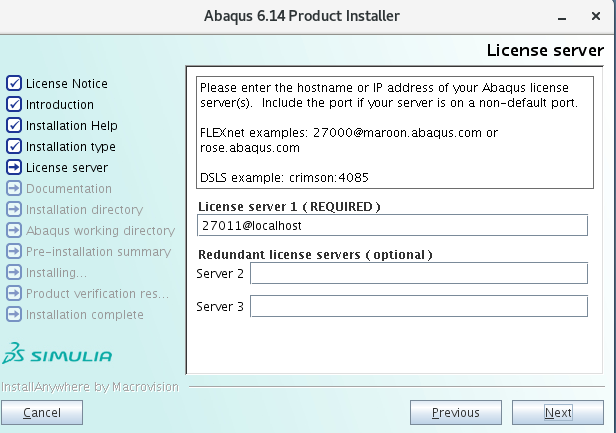 Abaqus 6.14 Product Installer
License server
License Notice
Introduction
Installation Help
Installation type
License server
Documentation
Installation directory
Abaqus working directory
Pre-installation summary
Installing...
Product verification res...
Installation complete
Please enter the hostname or IP address of your Abaqus license
server(s).  Include the port if your server is on a non-default port.
FLEXnet examples: 27000@maroon.abaqus.com or
rose.abaqus.com
DSLS example: crimson:4085
License server 1 (REQUIRED)
27011@localhost
Redundant license servers (optional)
Server 2
Server 3
SIMULIA
InstallAnywhere by Macrovision
Cancel
Previous
Next